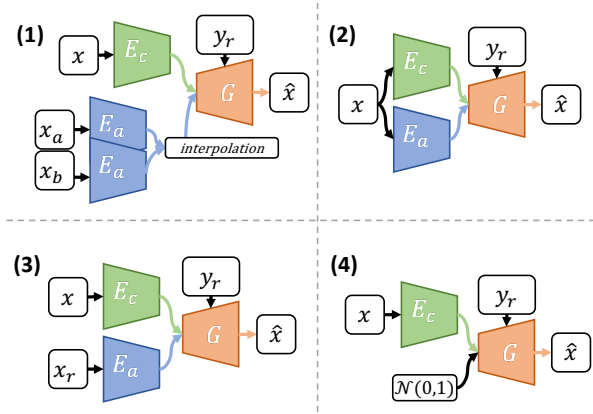 (1)
y_r
x
E_c
G
x̂
x_a
E_a
x_b
E_a
interpolation
(2)
y_r
E_c
x
G
x̂
E_a
(3)
y_r
x
E_c
G
x̂
x_r
E_a
(4)
y_r
x
E_c
G
x̂
𝒩(0,1)